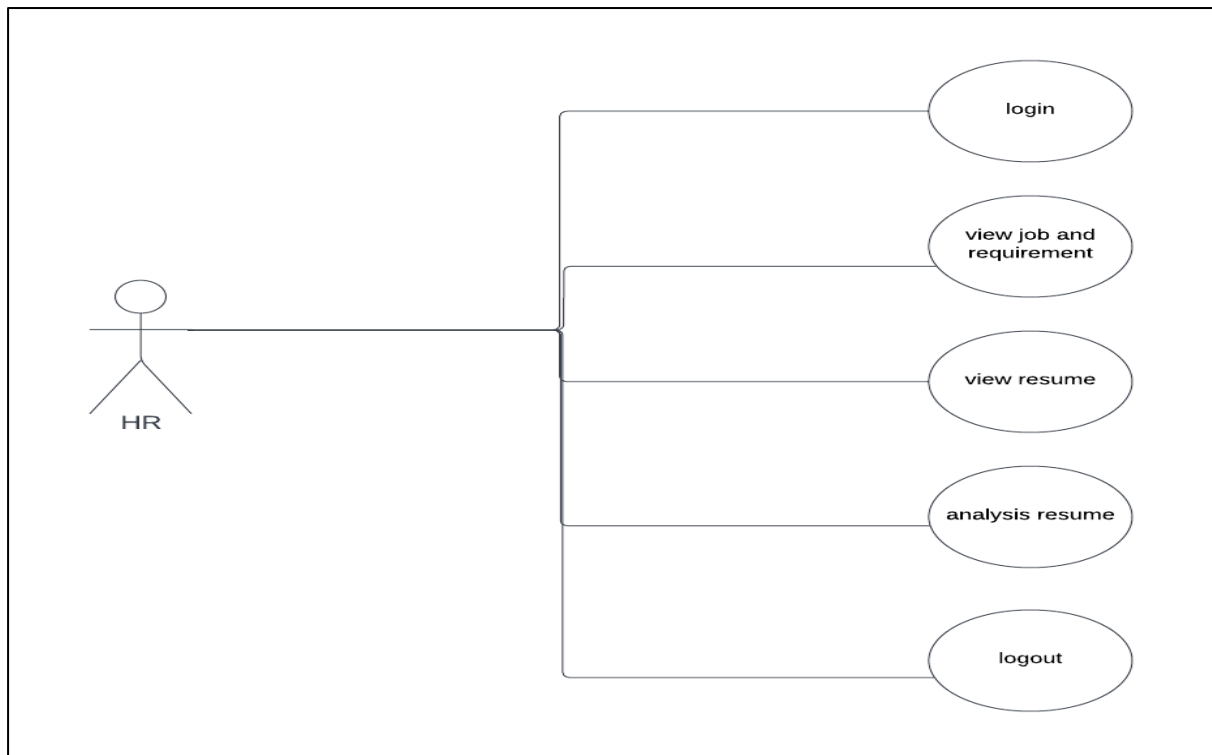 login
view job and
requirement
view resume
HR
analysis resume
logout